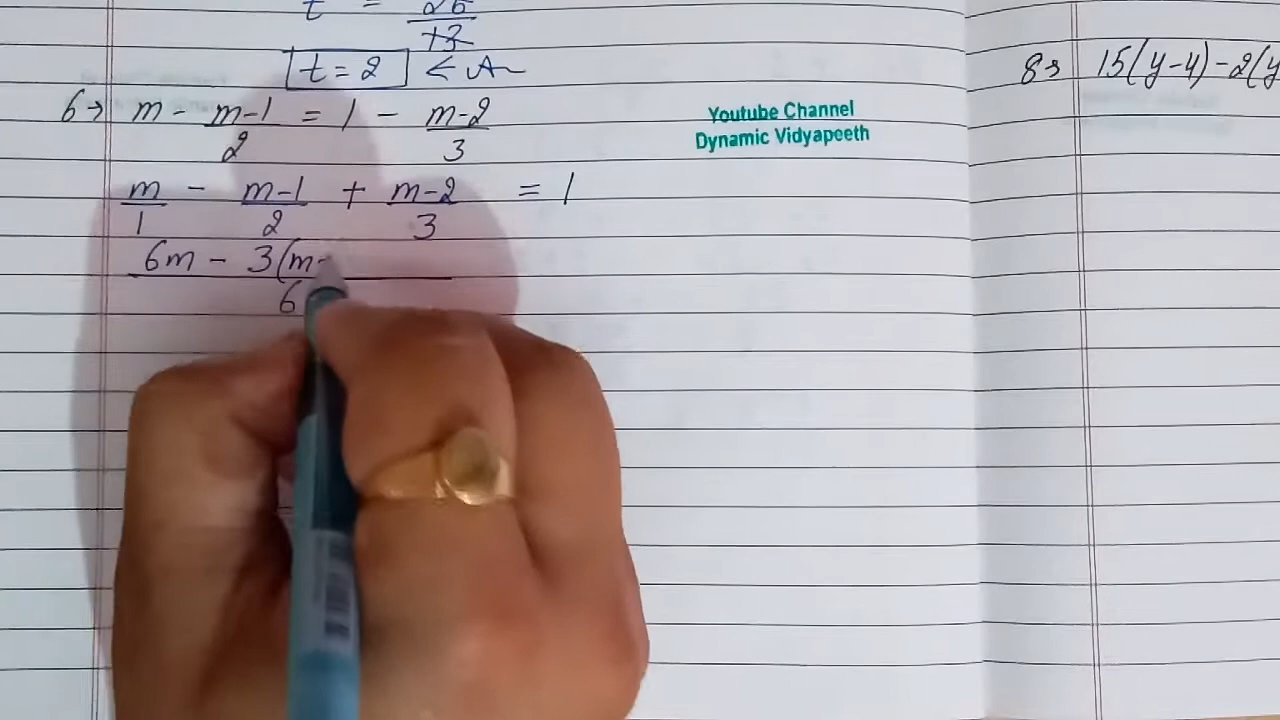 t = 26/13
t = 2 ← A
6→ m - m-1/2 = 1 - m-2/3
m/1 - m-1/2 + m-2/3 = 1
6m - 3(m-/6
Youtube Channel
Dynamic Vidyapeeth
8→ 15(y-4)-2(y